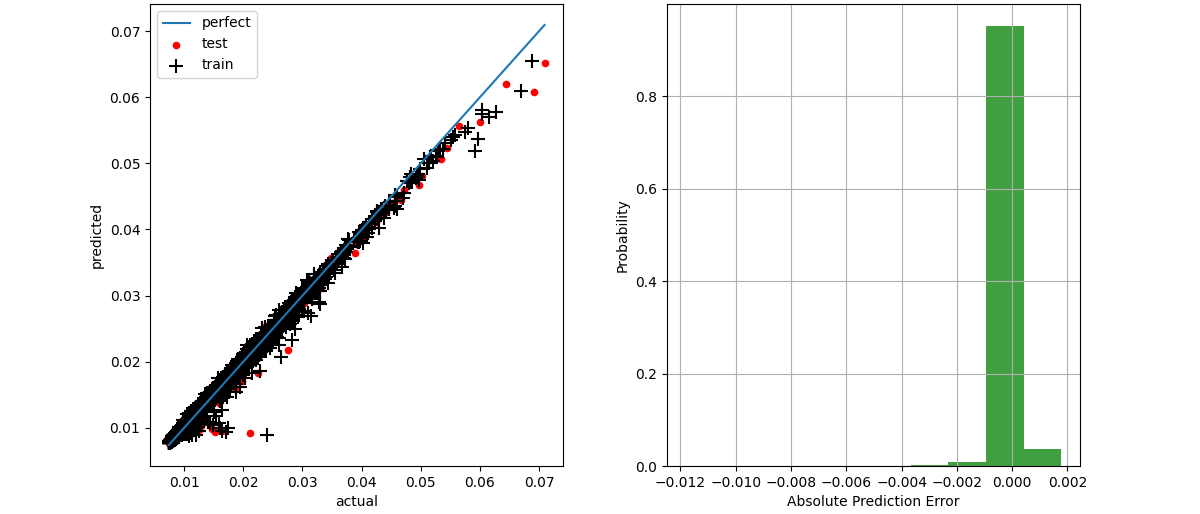 perfect
test
train
0.07
0.06
0.05
0.04
0.03
0.02
0.01
predicted
0.01 0.02 0.03 0.04 0.05 0.06 0.07
actual
0.8
0.6
0.4
0.2
0.0
Probability
−0.012 −0.010 −0.008 −0.006 −0.004 −0.002 0.000 0.002
Absolute Prediction Error